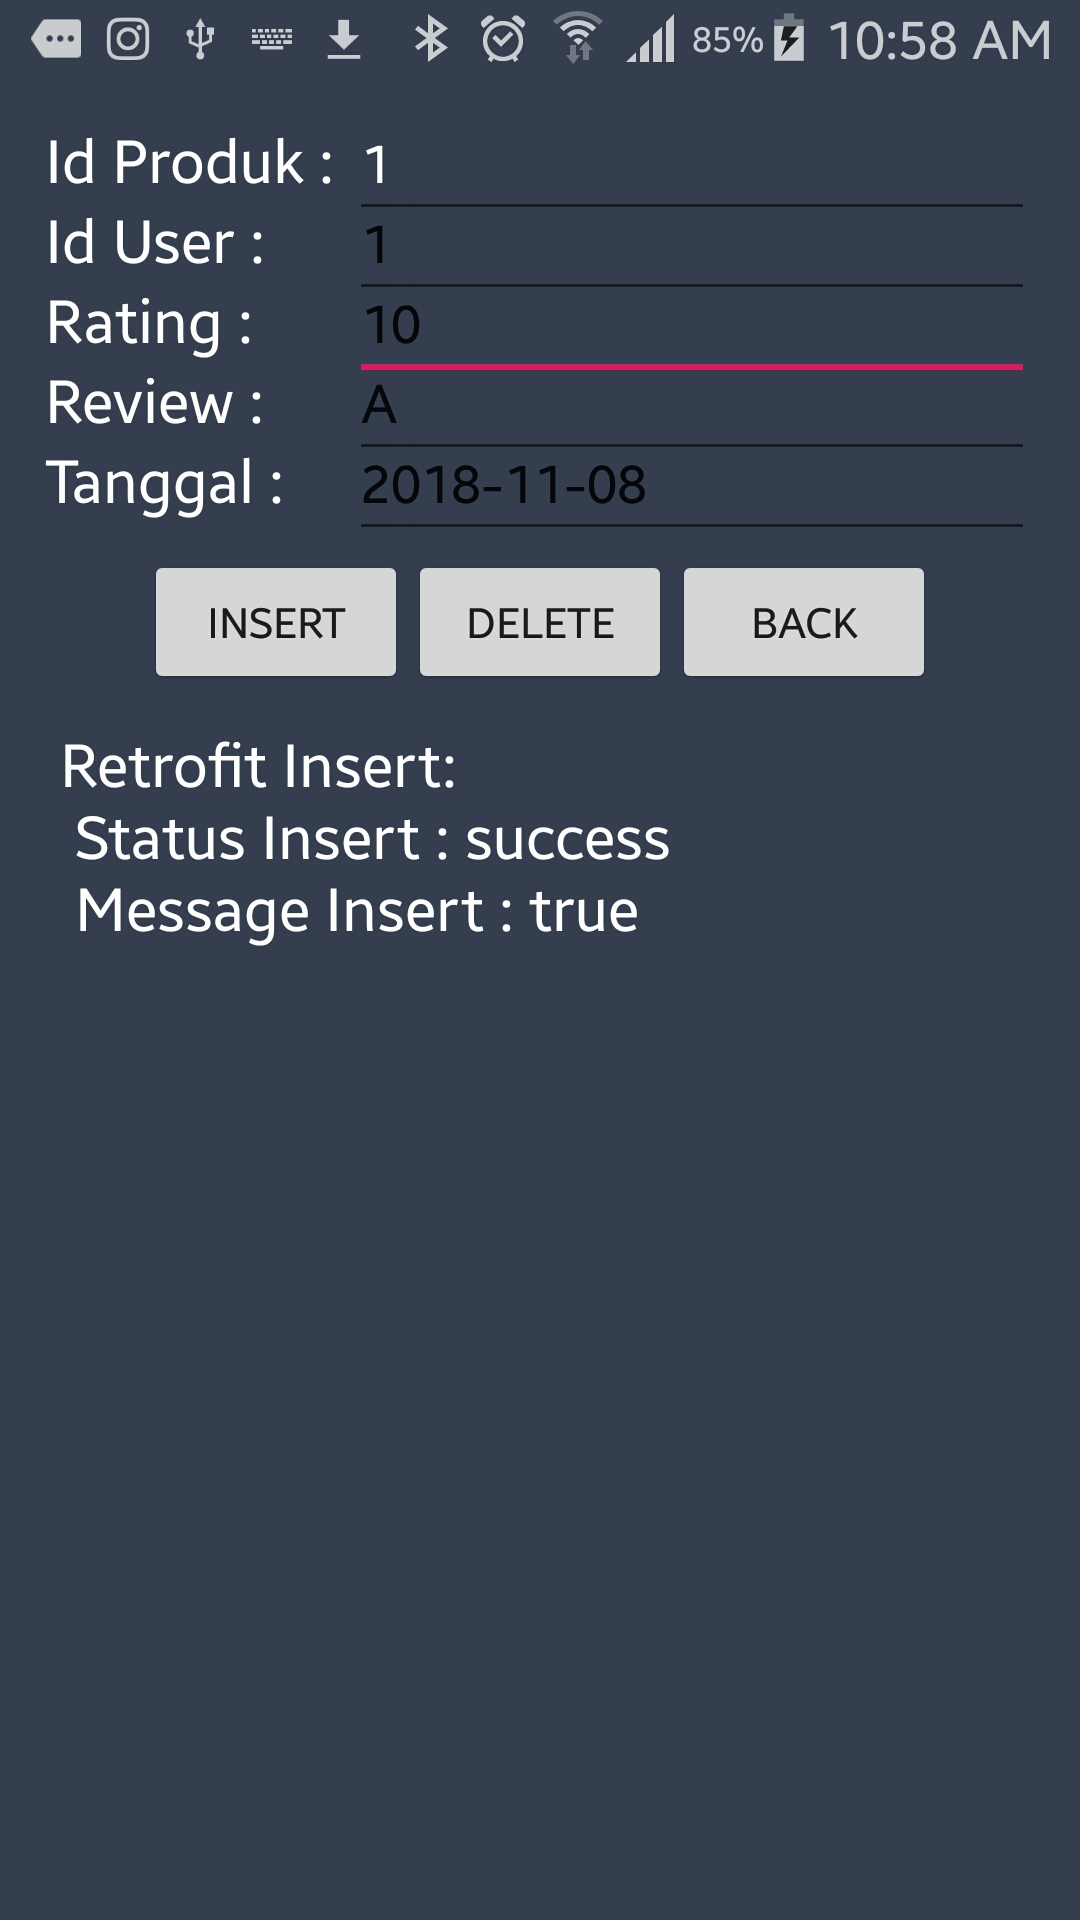 85% 10:58 AM
Id Produk : 1
Id User : 1
Rating : 10
Review : A
Tanggal : 2018-11-08
INSERT DELETE BACK
Retrofit Insert:
Status Insert : success
Message Insert : true